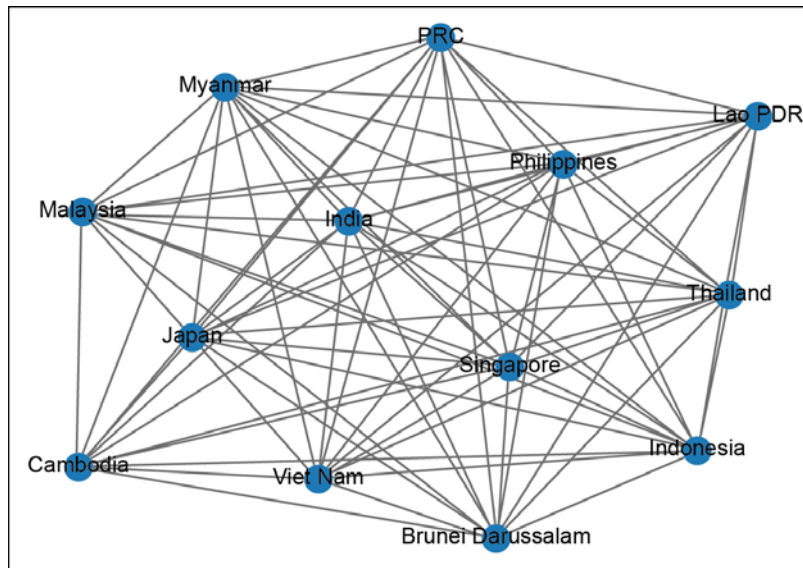 PRC
Myanmar
Lao PDR
Philippines
Malaysia
India
Thailand
Japan
Singapore
Indonesia
Cambodia
Viet Nam
Brunei Darussalam